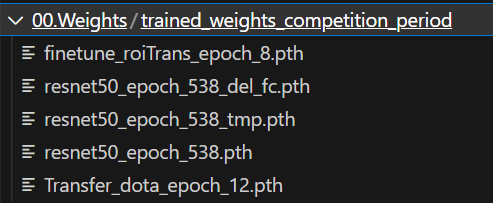 00.Weights/trained_weights_competition_period
finetune_roiTrans_epoch_8.pth
resnet50_epoch_538_del_fc.pth
resnet50_epoch_538_tmp.pth
resnet50_epoch_538.pth
Transfer_dota_epoch_12.pth